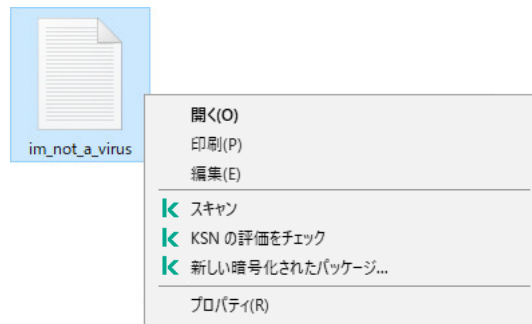 im_not_a_virus
開く(O)
印刷(P)
編集(E)
スキャン
KSN の評価をチェック
新しい暗号化されたパッケージ...
プロパティ(R)